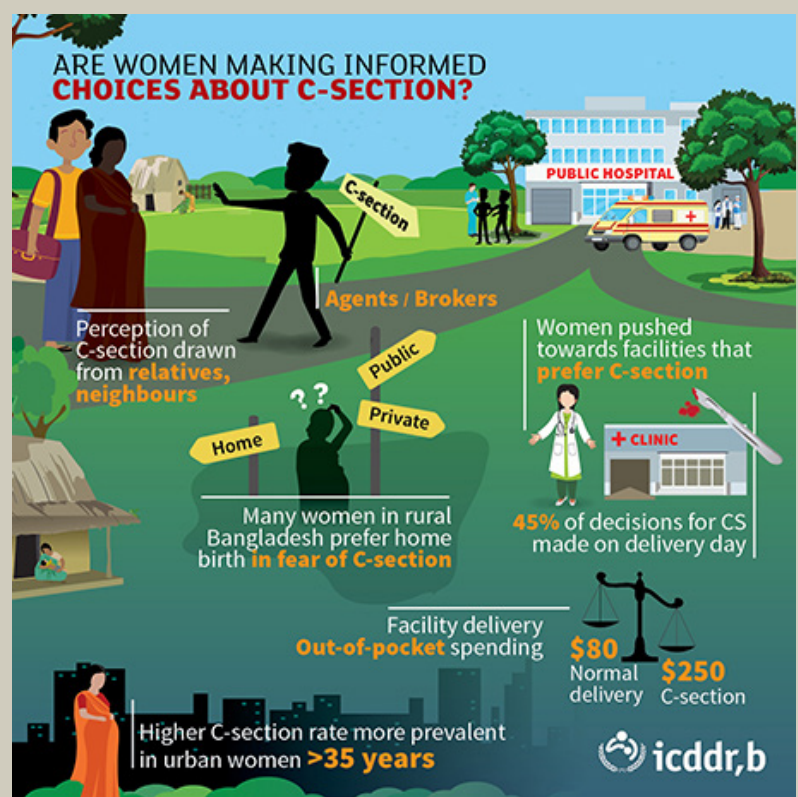 ARE WOMEN MAKING INFORMED
CHOICES ABOUT C-SECTION?
PUBLIC HOSPITAL
C-section
Agents / Brokers
Perception of
C-section drawn
from relatives,
neighbours
Women pushed
towards facilities that
prefer C-section
Public
Private
Home
? ?
CLINIC
Many women in rural
Bangladesh prefer home
birth in fear of C-section
45% of decisions for CS
made on delivery day
Facility delivery
Out-of-pocket spending
$80
Normal
delivery
$250
C-section
Higher C-section rate more prevalent
in urban women >35 years
icddr,b